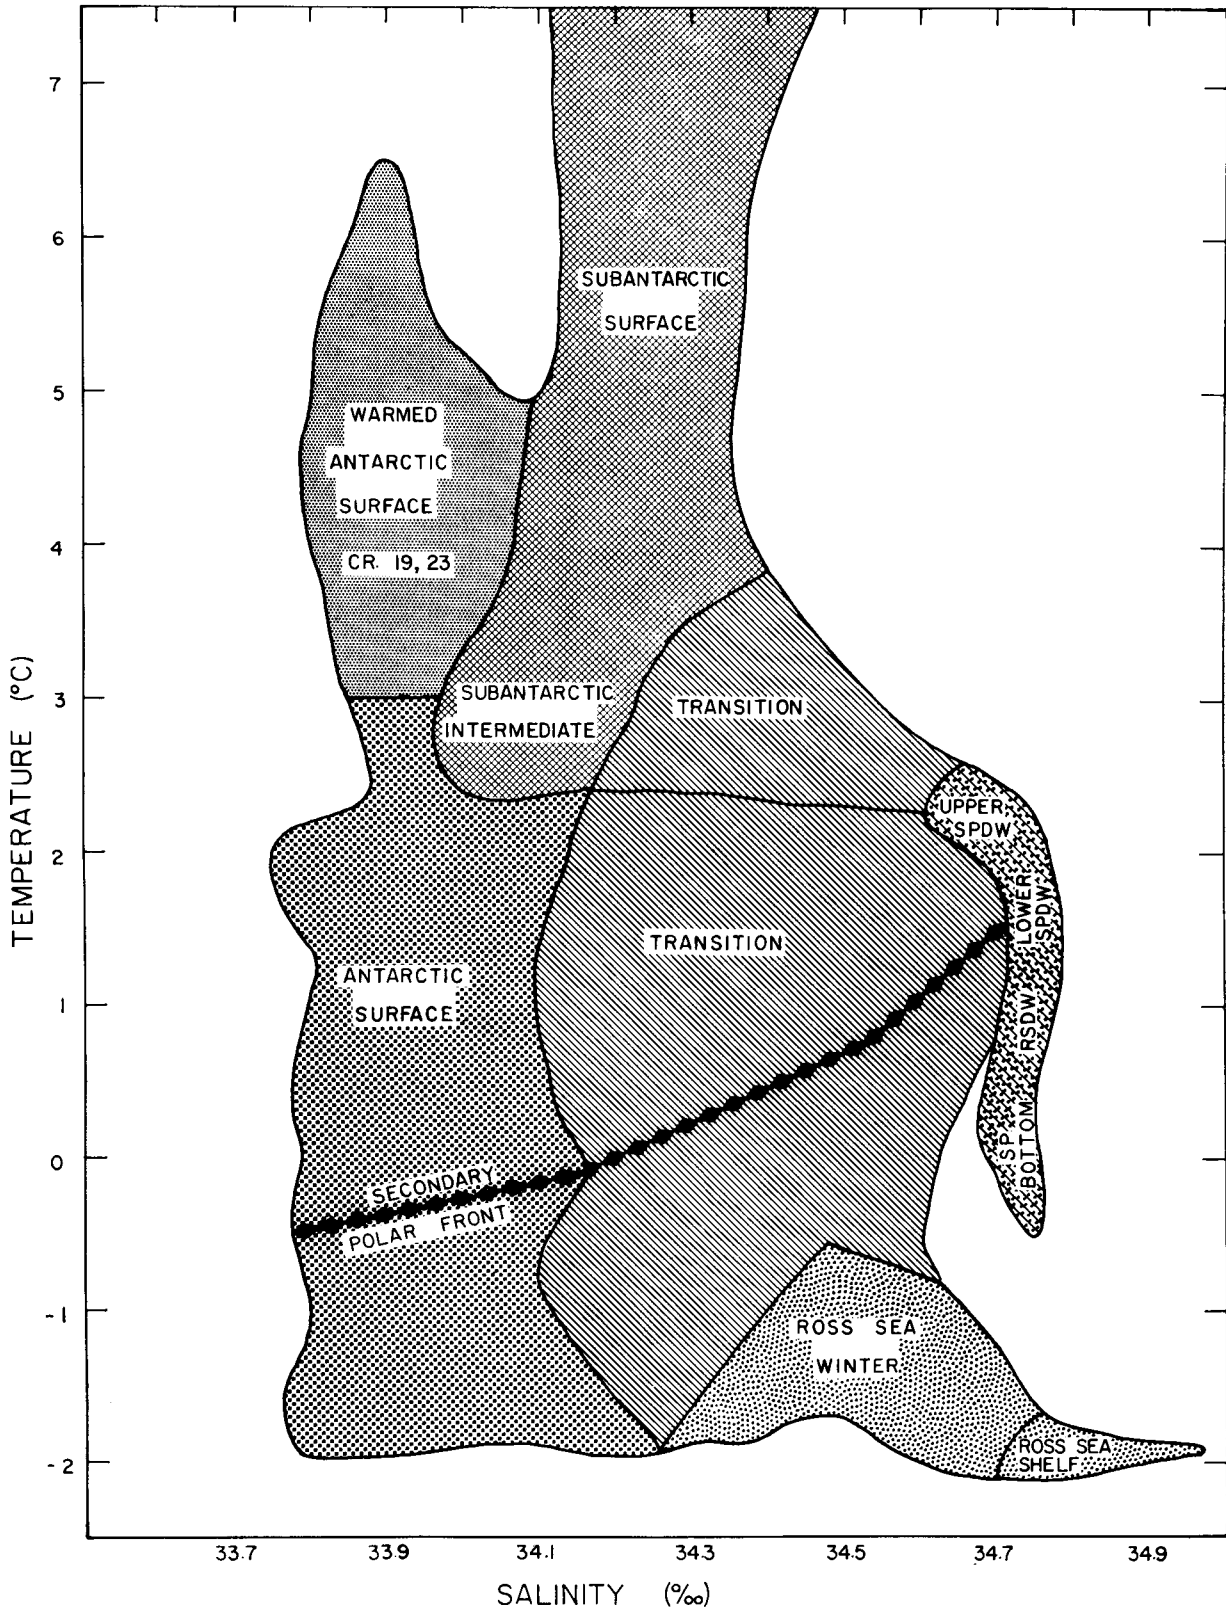 7
6
5
4
3
2
1
0
-1
-2
TEMPERATURE (°C)
SUBANTARCTIC
SURFACE
WARMED
ANTARCTIC
SURFACE
CR. 19, 23
SUBANTARCTIC
INTERMEDIATE
TRANSITION
UPPER
SPDW
LOWER
SPDW
RSDW
SP
BOTTOM
TRANSITION
ANTARCTIC
SURFACE
SECONDARY
POLAR FRONT
ROSS SEA
WINTER
ROSS SEA
SHELF
33.7 33.9 34.1 34.3 34.5 34.7 34.9
SALINITY (‰)